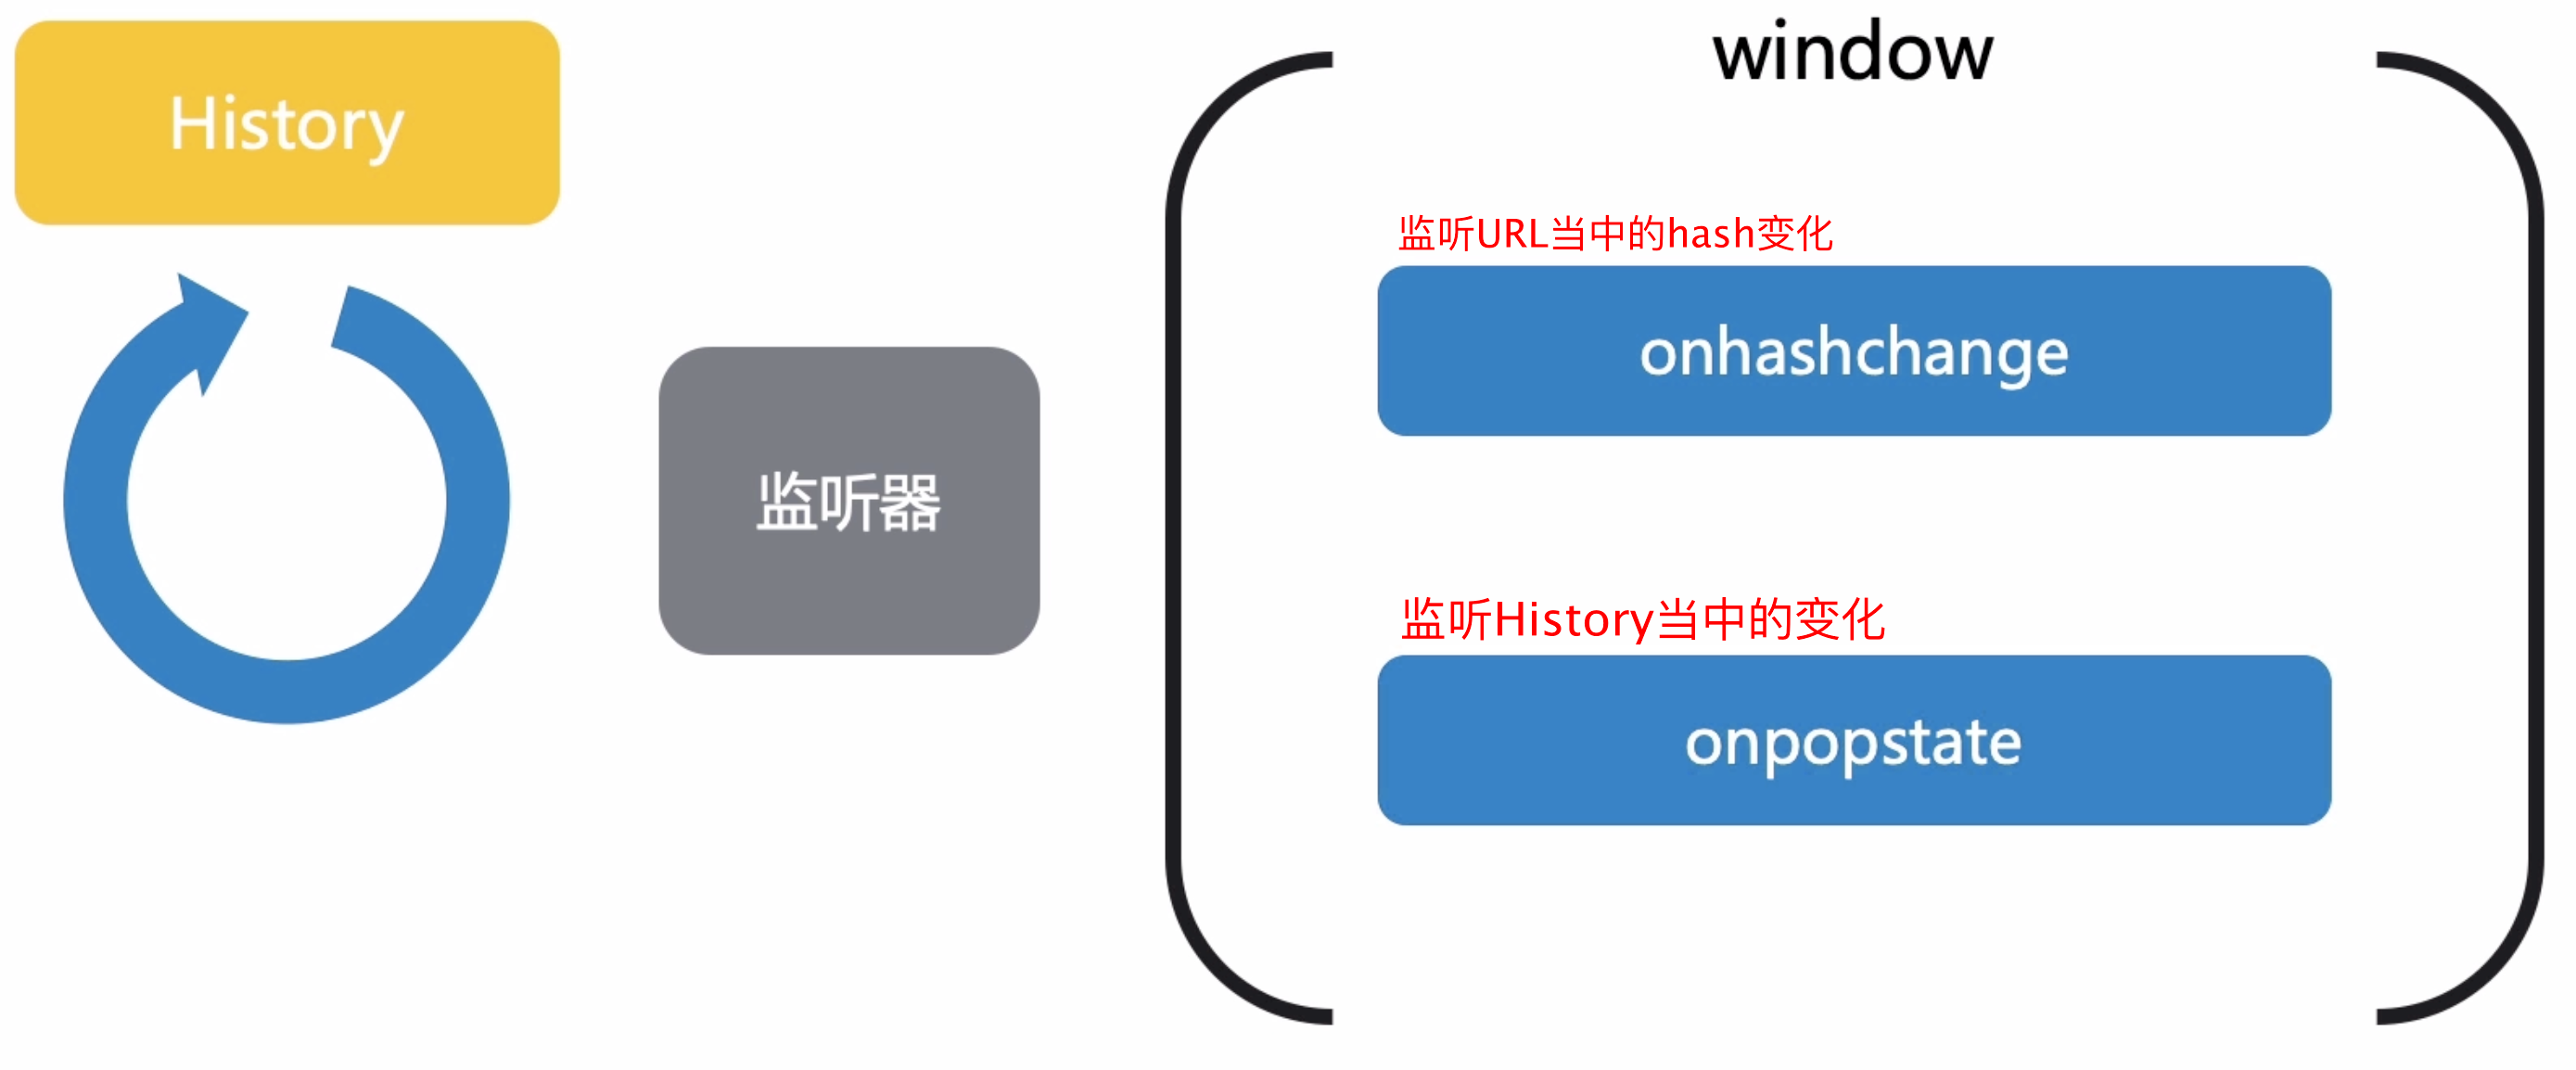 History
监听器
window
监听URL当中的hash变化
onhashchange
监听History当中的变化
onpopstate